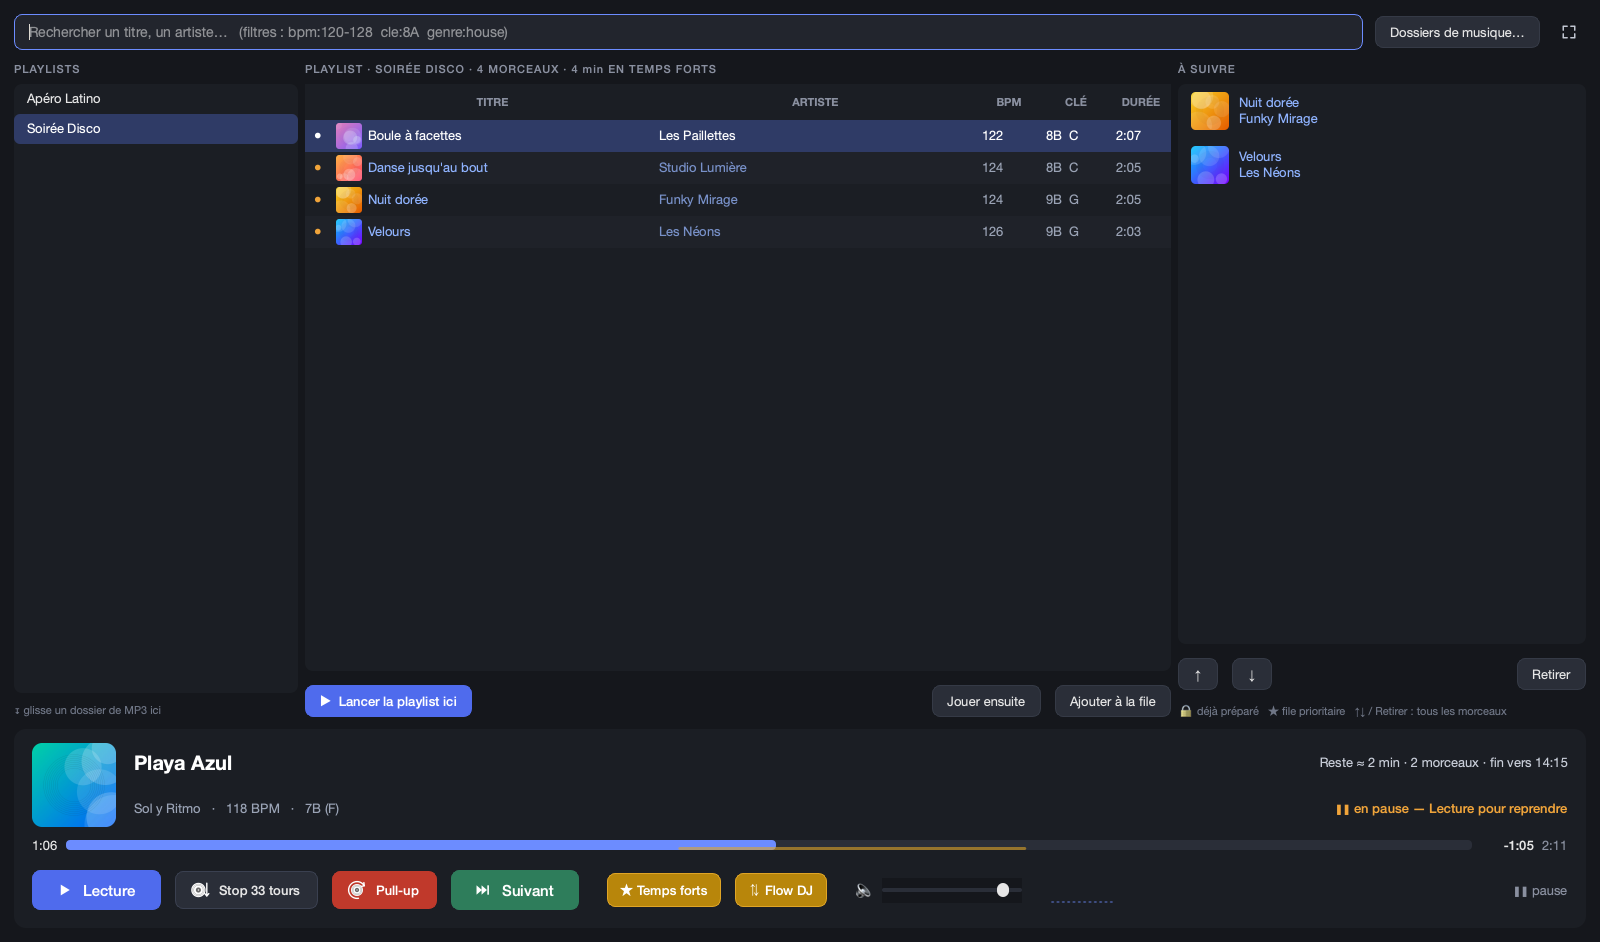 Rechercher un titre, un artiste… (filtres : bpm:120-128 cle:8A genre:house)
Dossiers de musique…
PLAYLISTS
Apéro Latino
Soirée Disco
↧ glisse un dossier de MP3 ici
PLAYLIST · SOIRÉE DISCO · 4 MORCEAUX · 4 min EN TEMPS FORTS
TITRE ARTISTE BPM CLÉ DURÉE
Boule à facettes Les Paillettes 122 8B C 2:07
Danse jusqu'au bout Studio Lumière 124 8B C 2:05
Nuit dorée Funky Mirage 124 9B G 2:05
Velours Les Néons 126 9B G 2:03
▶ Lancer la playlist ici
Jouer ensuite
Ajouter à la file
À SUIVRE
Nuit dorée
Funky Mirage
Velours
Les Néons
↑ ↓ Retirer
🔒 déjà préparé ★ file prioritaire ↑↓ / Retirer : tous les morceaux
Playa Azul
Reste ≈ 2 min · 2 morceaux · fin vers 14:15
Sol y Ritmo · 118 BPM · 7B (F)
❚❚ en pause — Lecture pour reprendre
1:06 -1:05 2:11
▶ Lecture
Stop 33 tours
Pull-up
⏭ Suivant
★ Temps forts
⇅ Flow DJ
❚❚ pause